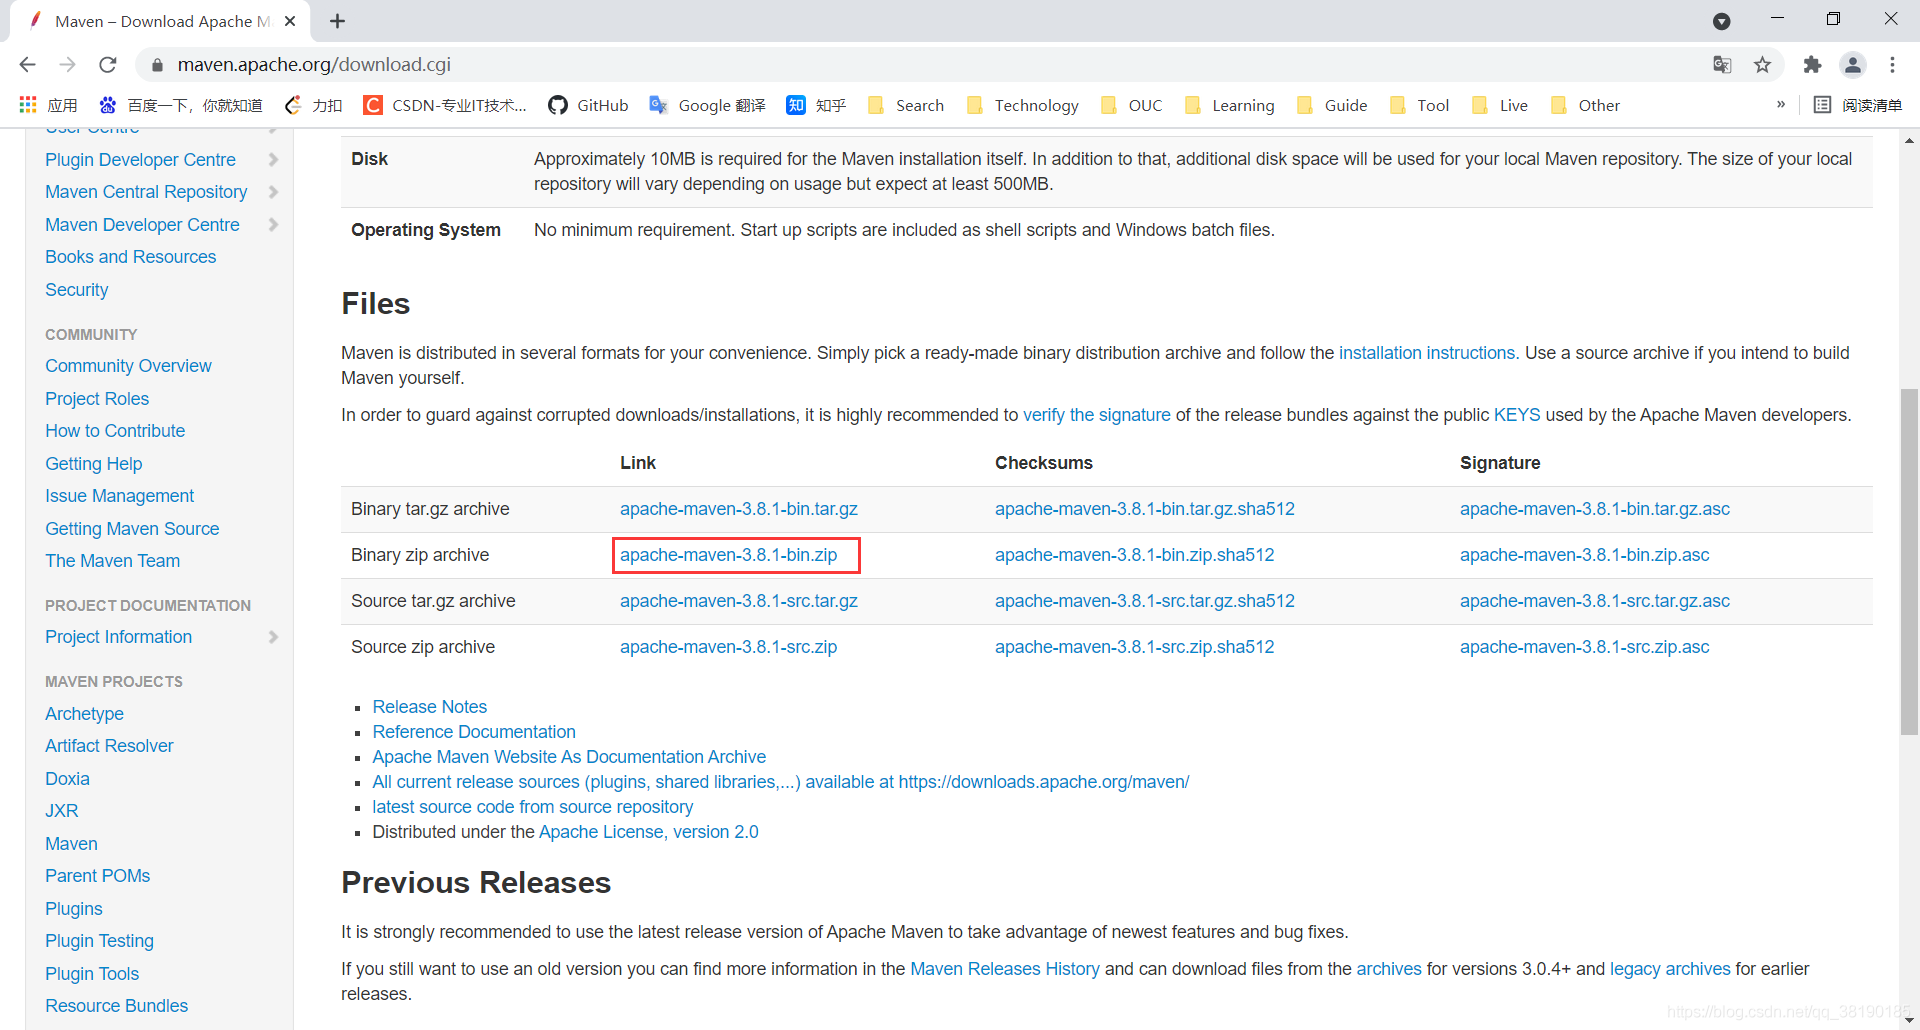 Maven – Download Apache M
maven.apache.org/download.cgi
应用 百度一下，你就知道 力扣 CSDN-专业IT技术... GitHub Google 翻译 知乎 Search Technology OUC Learning Guide Tool Live Other » 阅读清单
User Centre
Plugin Developer Centre
Maven Central Repository
Maven Developer Centre
Books and Resources
Security
COMMUNITY
Community Overview
Project Roles
How to Contribute
Getting Help
Issue Management
Getting Maven Source
The Maven Team
PROJECT DOCUMENTATION
Project Information
MAVEN PROJECTS
Archetype
Artifact Resolver
Doxia
JXR
Maven
Parent POMs
Plugins
Plugin Testing
Plugin Tools
Resource Bundles
Disk Approximately 10MB is required for the Maven installation itself. In addition to that, additional disk space will be used for your local Maven repository. The size of your local
repository will vary depending on usage but expect at least 500MB.
Operating System No minimum requirement. Start up scripts are included as shell scripts and Windows batch files.
Files
Maven is distributed in several formats for your convenience. Simply pick a ready-made binary distribution archive and follow the installation instructions. Use a source archive if you intend to build
Maven yourself.
In order to guard against corrupted downloads/installations, it is highly recommended to verify the signature of the release bundles against the public KEYS used by the Apache Maven developers.
Link Checksums Signature
Binary tar.gz archive apache-maven-3.8.1-bin.tar.gz apache-maven-3.8.1-bin.tar.gz.sha512 apache-maven-3.8.1-bin.tar.gz.asc
Binary zip archive apache-maven-3.8.1-bin.zip apache-maven-3.8.1-bin.zip.sha512 apache-maven-3.8.1-bin.zip.asc
Source tar.gz archive apache-maven-3.8.1-src.tar.gz apache-maven-3.8.1-src.tar.gz.sha512 apache-maven-3.8.1-src.tar.gz.asc
Source zip archive apache-maven-3.8.1-src.zip apache-maven-3.8.1-src.zip.sha512 apache-maven-3.8.1-src.zip.asc
Release Notes
Reference Documentation
Apache Maven Website As Documentation Archive
All current release sources (plugins, shared libraries,...) available at https://downloads.apache.org/maven/
latest source code from source repository
Distributed under the Apache License, version 2.0
Previous Releases
It is strongly recommended to use the latest release version of Apache Maven to take advantage of newest features and bug fixes.
If you still want to use an old version you can find more information in the Maven Releases History and can download files from the archives for versions 3.0.4+ and legacy archives for earlier
releases.
https://blog.csdn.net/qq_38190185